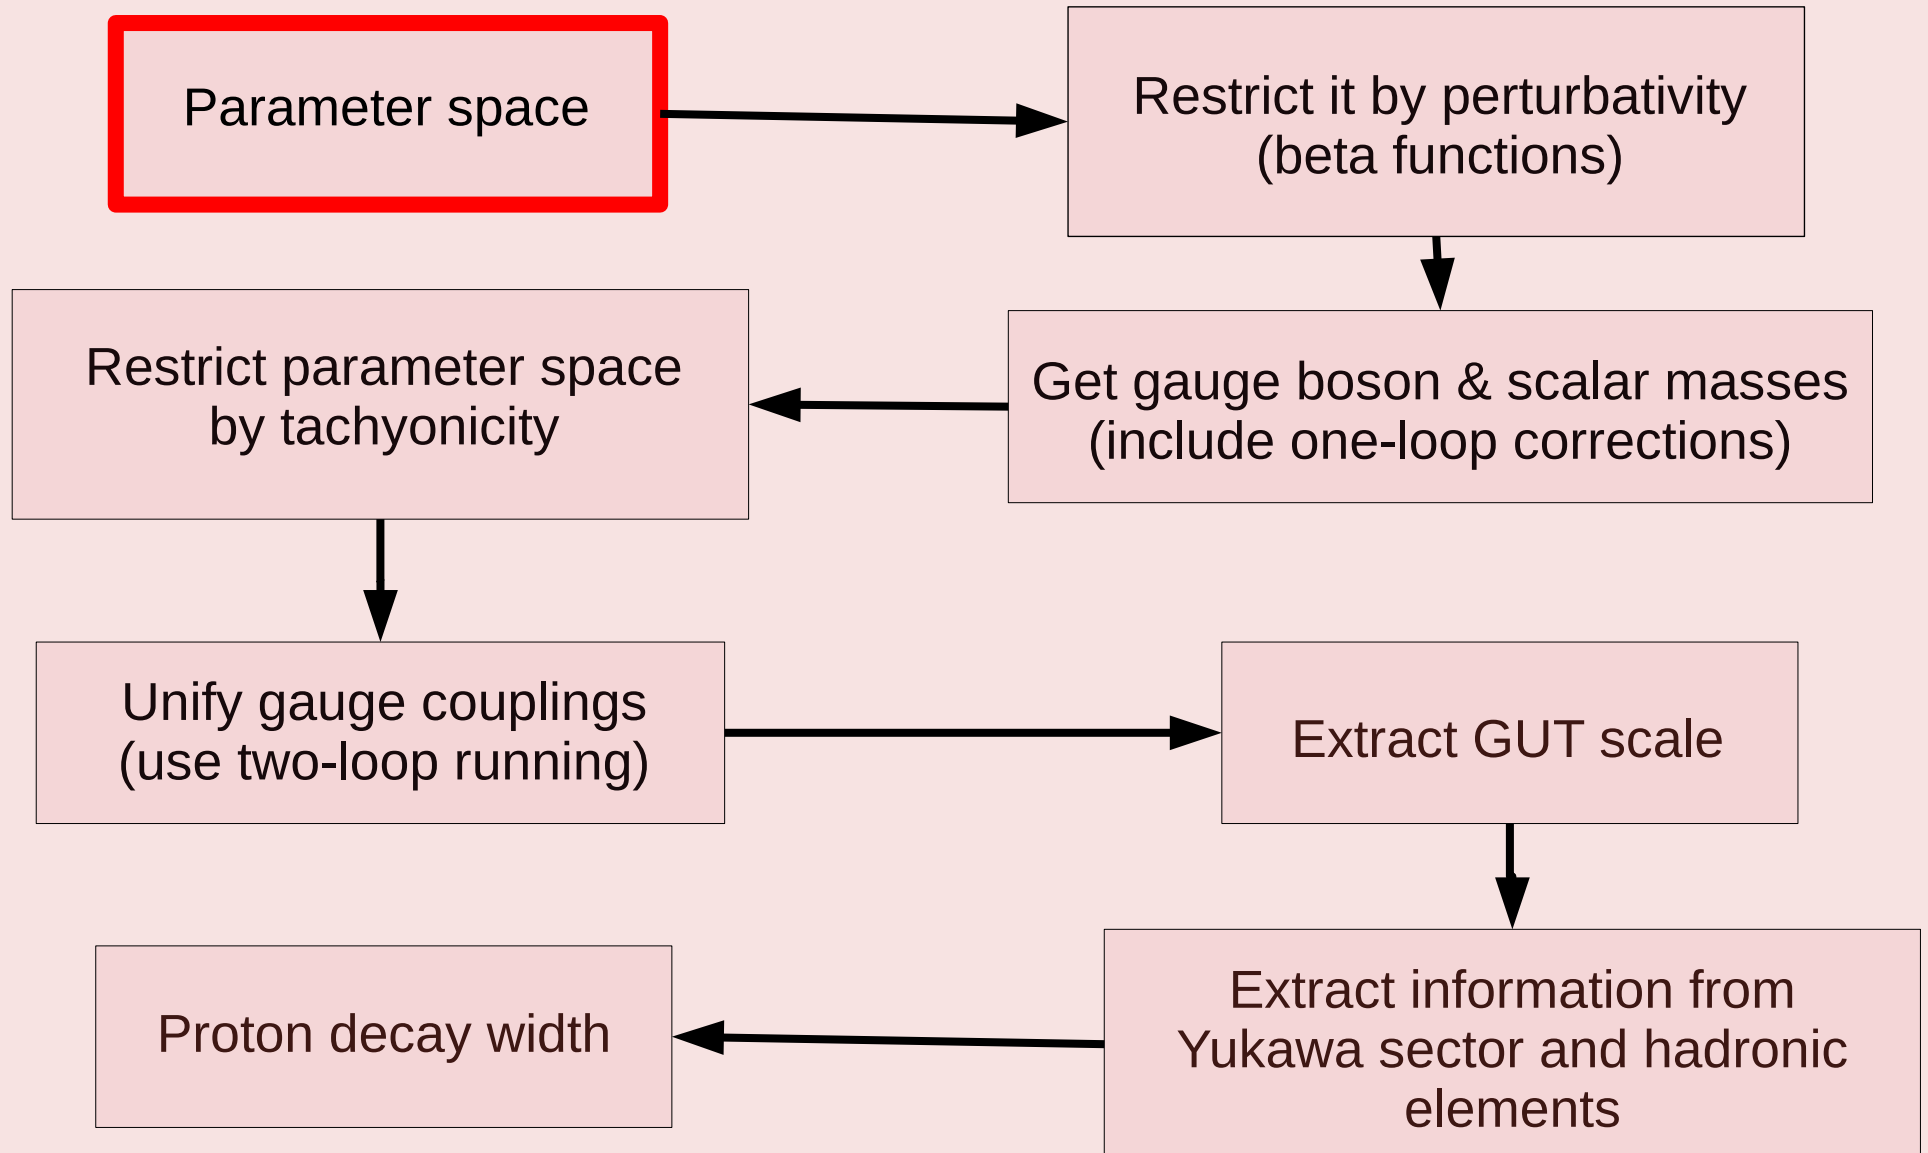 Parameter space
Restrict it by perturbativity
(beta functions)
Get gauge boson & scalar masses
(include one-loop corrections)
Restrict parameter space
by tachyonicity
Unify gauge couplings
(use two-loop running)
Extract GUT scale
Extract information from
Yukawa sector and hadronic
elements
Proton decay width